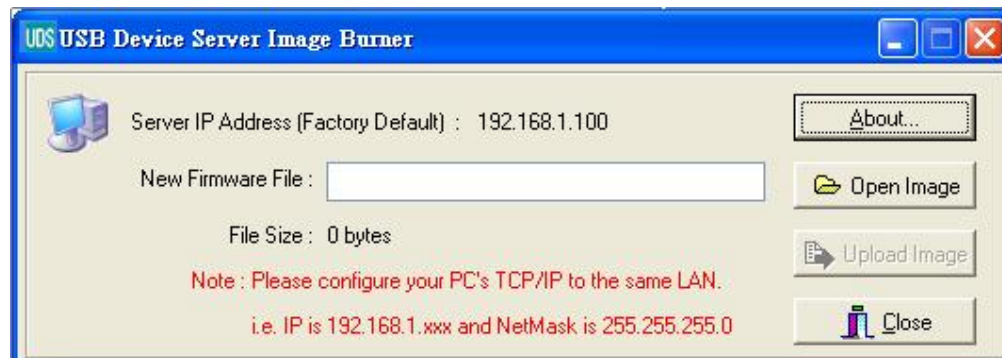 UDS USB Device Server Image Burner
Server IP Address (Factory Default) : 192.168.1.100
About...
New Firmware File :
Open Image
File Size : 0 bytes
Upload Image
Note : Please configure your PC's TCP/IP to the same LAN.
i.e. IP is 192.168.1.xxx and NetMask is 255.255.255.0
Close